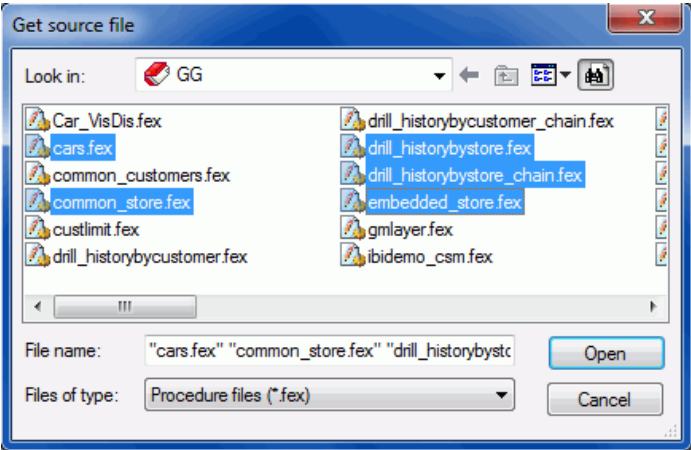 Get source file
Look in:
GG
Car_VisDis.fex
cars.fex
common_customers.fex
common_store.fex
custlimit.fex
drill_historybycustomer.fex
drill_historybycustomer_chain.fex
drill_historybystore.fex
drill_historybystore_chain.fex
embedded_store.fex
gmlayer.fex
ibidemo_csm.fex
File name: "cars.fex" "common_store.fex" "drill_historybystc Open
Files of type: Procedure files (*.fex) Cancel